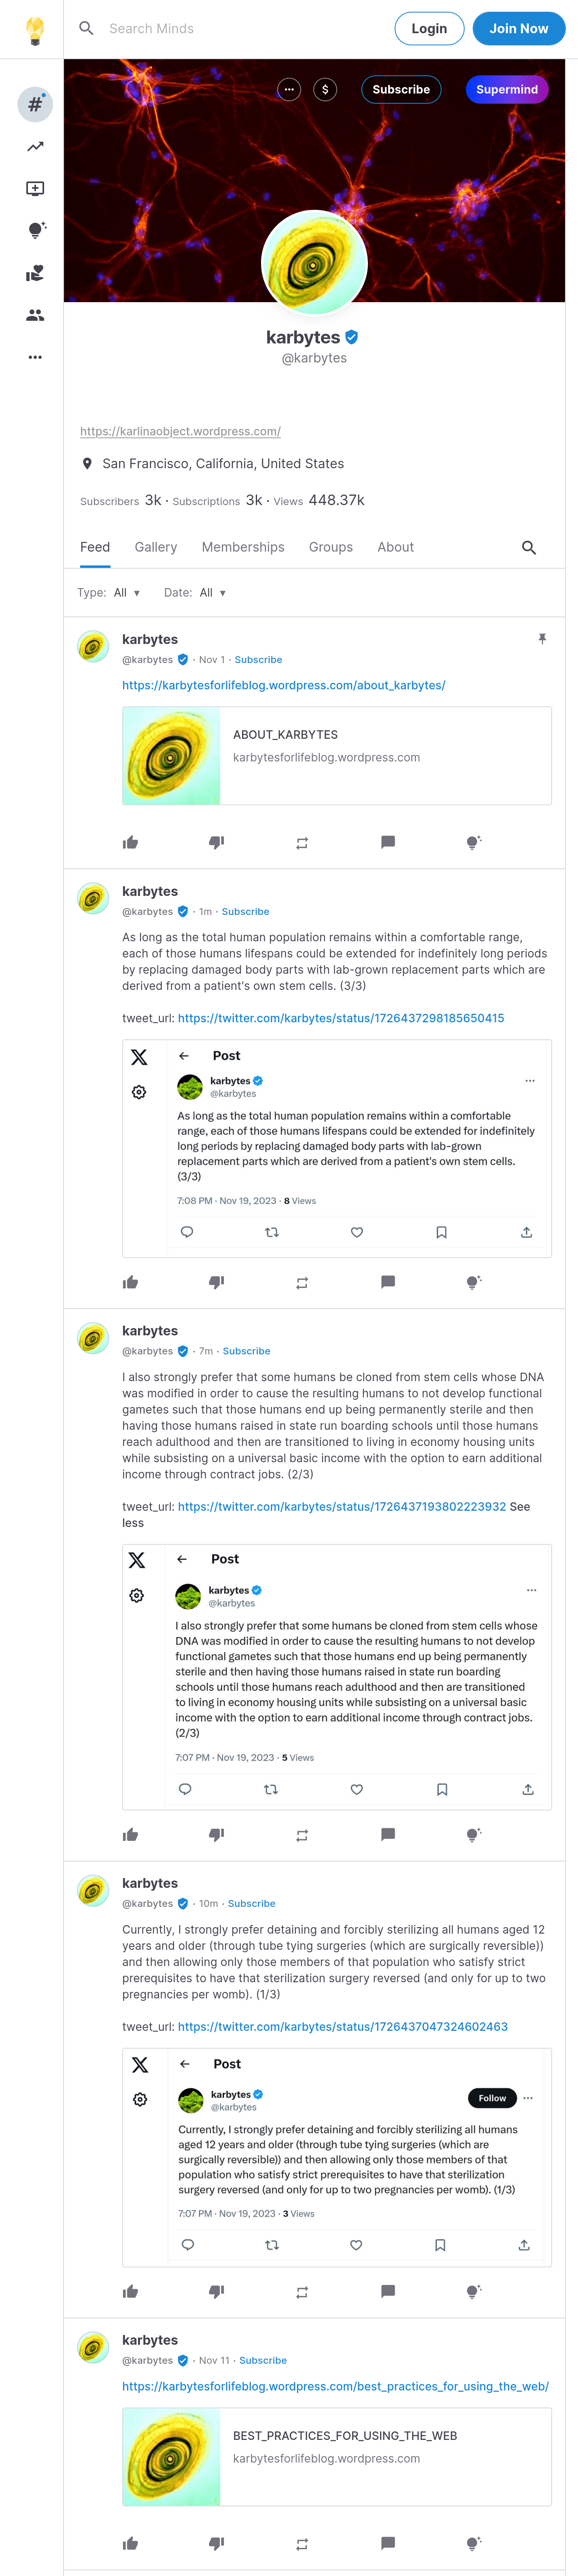 Search Minds
Login
Join Now
#
$
Subscribe
Supermind
karbytes
@karbytes
https://karlinaobject.wordpress.com/
San Francisco, California, United States
Subscribers 3k · Subscriptions 3k · Views 448.37k
Feed Gallery Memberships Groups About
Type: All ▾ Date: All ▾
karbytes
@karbytes · Nov 1 · Subscribe
https://karbytesforlifeblog.wordpress.com/about_karbytes/
ABOUT_KARBYTES
karbytesforlifeblog.wordpress.com
karbytes
@karbytes · 1m · Subscribe
As long as the total human population remains within a comfortable range,
each of those humans lifespans could be extended for indefinitely long periods
by replacing damaged body parts with lab-grown replacement parts which are
derived from a patient's own stem cells. (3/3)
tweet_url: https://twitter.com/karbytes/status/1726437298185650415
X
← Post
karbytes
@karbytes
As long as the total human population remains within a comfortable
range, each of those humans lifespans could be extended for indefinitely
long periods by replacing damaged body parts with lab-grown
replacement parts which are derived from a patient's own stem cells.
(3/3)
7:08 PM · Nov 19, 2023 · 8 Views
karbytes
@karbytes · 7m · Subscribe
I also strongly prefer that some humans be cloned from stem cells whose DNA
was modified in order to cause the resulting humans to not develop functional
gametes such that those humans end up being permanently sterile and then
having those humans raised in state run boarding schools until those humans
reach adulthood and then are transitioned to living in economy housing units
while subsisting on a universal basic income with the option to earn additional
income through contract jobs. (2/3)
tweet_url: https://twitter.com/karbytes/status/1726437193802223932 See
less
X
← Post
karbytes
@karbytes
I also strongly prefer that some humans be cloned from stem cells whose
DNA was modified in order to cause the resulting humans to not develop
functional gametes such that those humans end up being permanently
sterile and then having those humans raised in state run boarding
schools until those humans reach adulthood and then are transitioned
to living in economy housing units while subsisting on a universal basic
income with the option to earn additional income through contract jobs.
(2/3)
7:07 PM · Nov 19, 2023 · 5 Views
karbytes
@karbytes · 10m · Subscribe
Currently, I strongly prefer detaining and forcibly sterilizing all humans aged 12
years and older (through tube tying surgeries (which are surgically reversible))
and then allowing only those members of that population who satisfy strict
prerequisites to have that sterilization surgery reversed (and only for up to two
pregnancies per womb). (1/3)
tweet_url: https://twitter.com/karbytes/status/1726437047324602463
X
← Post
karbytes
@karbytes
Follow
Currently, I strongly prefer detaining and forcibly sterilizing all humans
aged 12 years and older (through tube tying surgeries (which are
surgically reversible)) and then allowing only those members of that
population who satisfy strict prerequisites to have that sterilization
surgery reversed (and only for up to two pregnancies per womb). (1/3)
7:07 PM · Nov 19, 2023 · 3 Views
karbytes
@karbytes · Nov 11 · Subscribe
https://karbytesforlifeblog.wordpress.com/best_practices_for_using_the_web/
BEST_PRACTICES_FOR_USING_THE_WEB
karbytesforlifeblog.wordpress.com